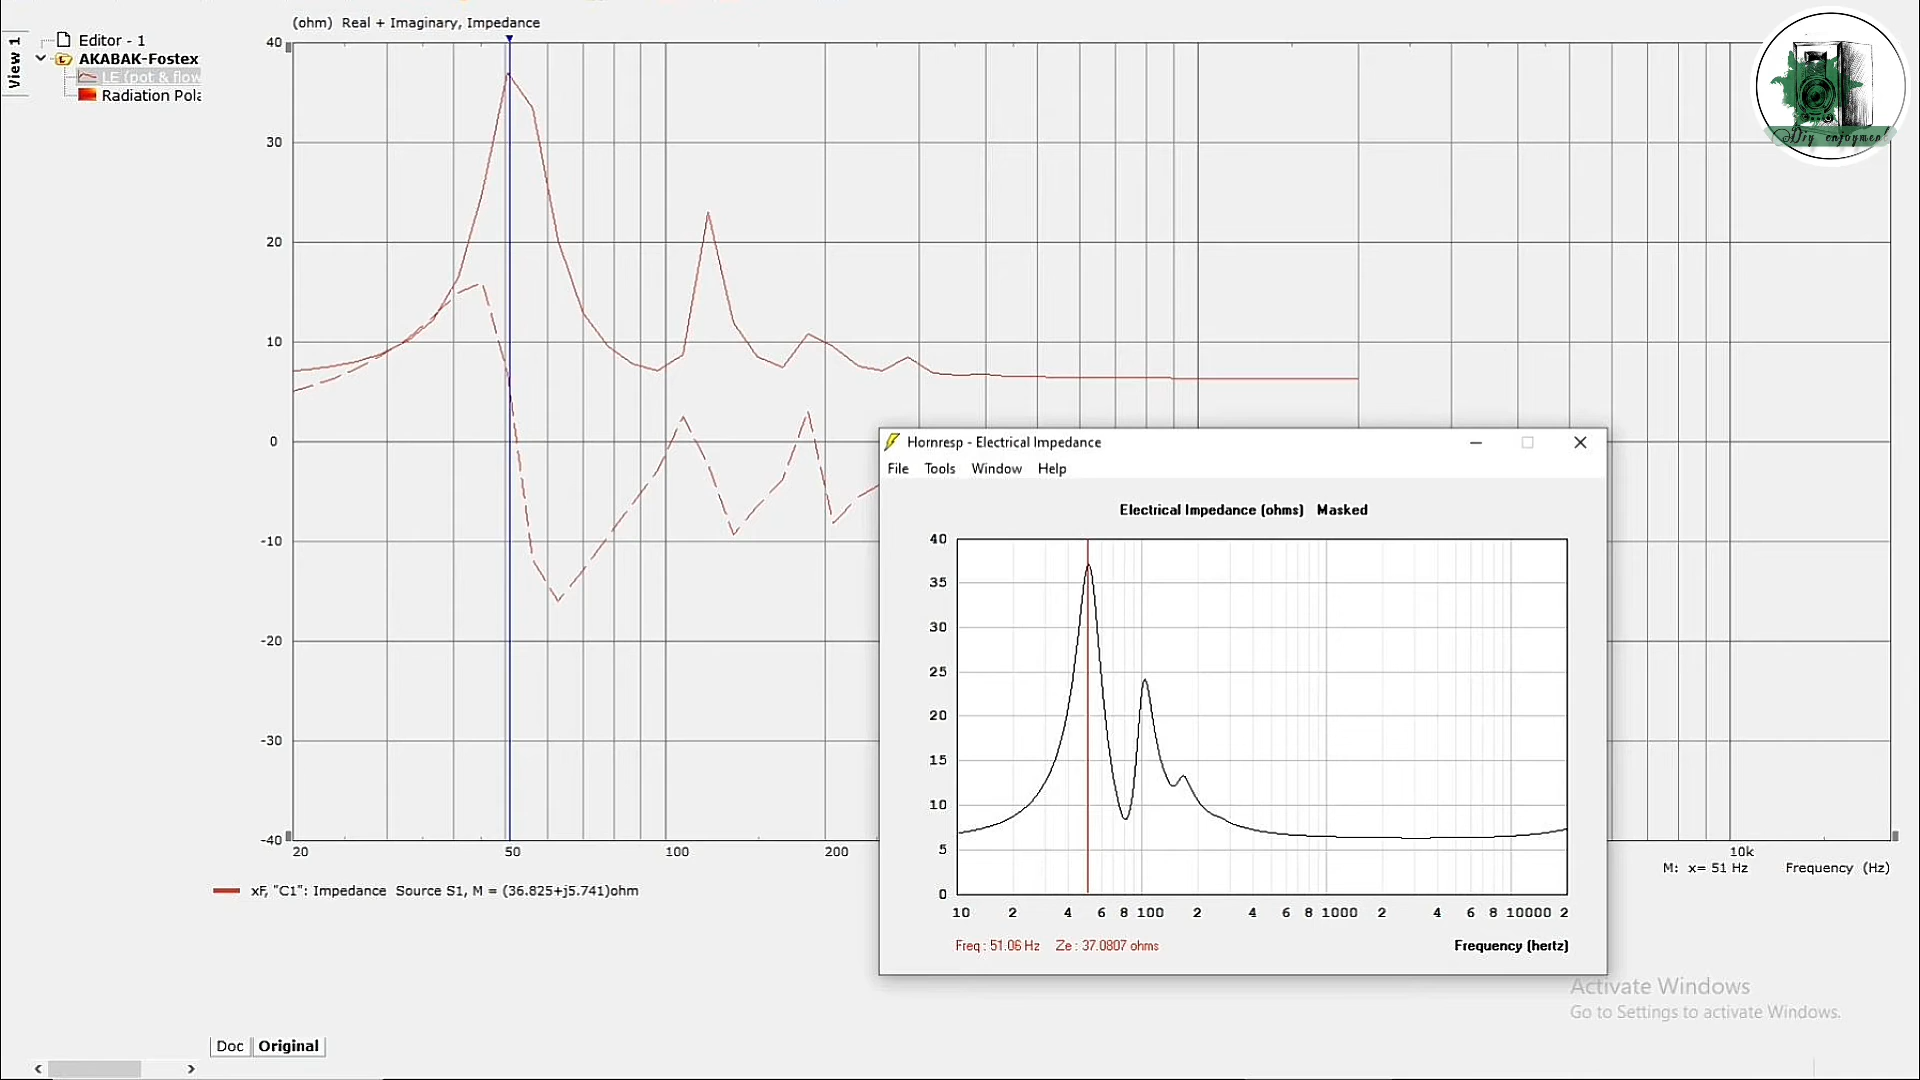 (ohm) Real + Imaginary, Impedance
View 1
Editor - 1
AKABAK-Fostex
LE (pot & flow
Radiation Pola
40
30
20
10
0
-10
-20
-30
-40
20
50
100
200
10k
M: x= 51 Hz
Frequency (Hz)
xF, "C1": Impedance Source S1, M = (36.825+j5.741)ohm
Diy enjoyment
Hornresp - Electrical Impedance
File Tools Window Help
Electrical Impedance (ohms) Masked
40
35
30
25
20
15
10
5
0
10 2 4 6 8 100 2 4 6 8 1000 2 4 6 8 10000 2
Freq : 51.06 Hz Ze : 37.0807 ohms
Frequency (hertz)
Activate Windows
Go to Settings to activate Windows.
Doc
Original